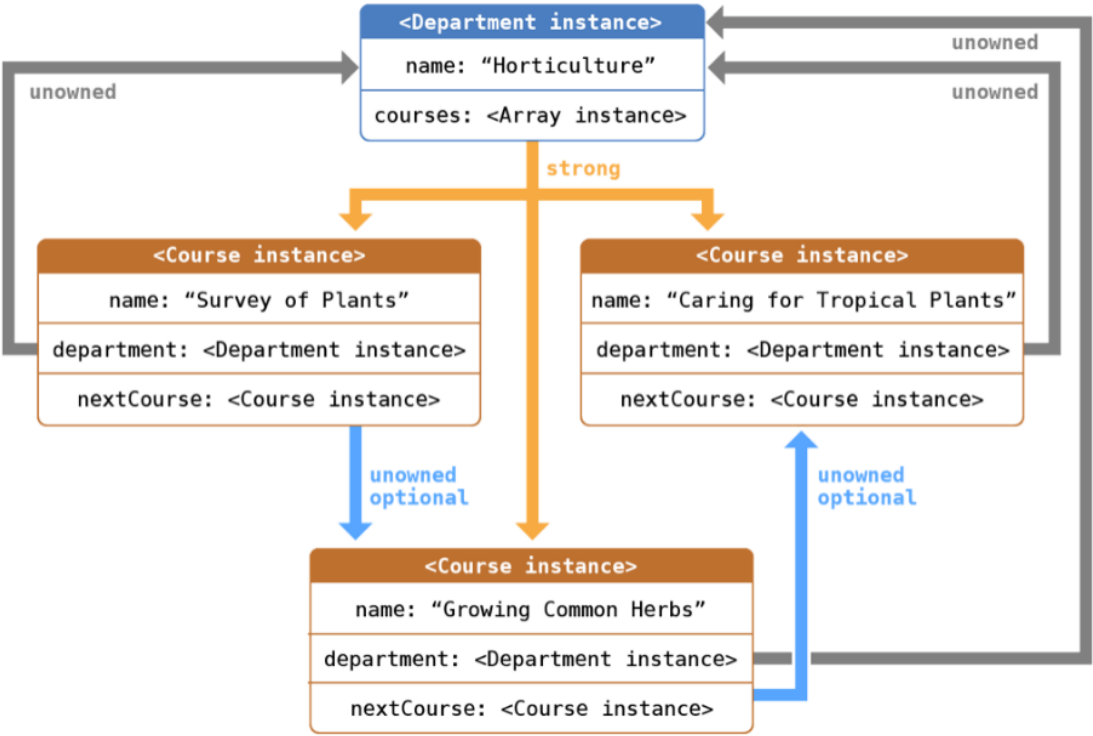 <Department instance>
name: “Horticulture”
courses: <Array instance>
unowned
unowned
unowned
strong
<Course instance>
name: “Survey of Plants”
department: <Department instance>
nextCourse: <Course instance>
<Course instance>
name: “Caring for Tropical Plants”
department: <Department instance>
nextCourse: <Course instance>
unowned
optional
unowned
optional
<Course instance>
name: “Growing Common Herbs”
department: <Department instance>
nextCourse: <Course instance>